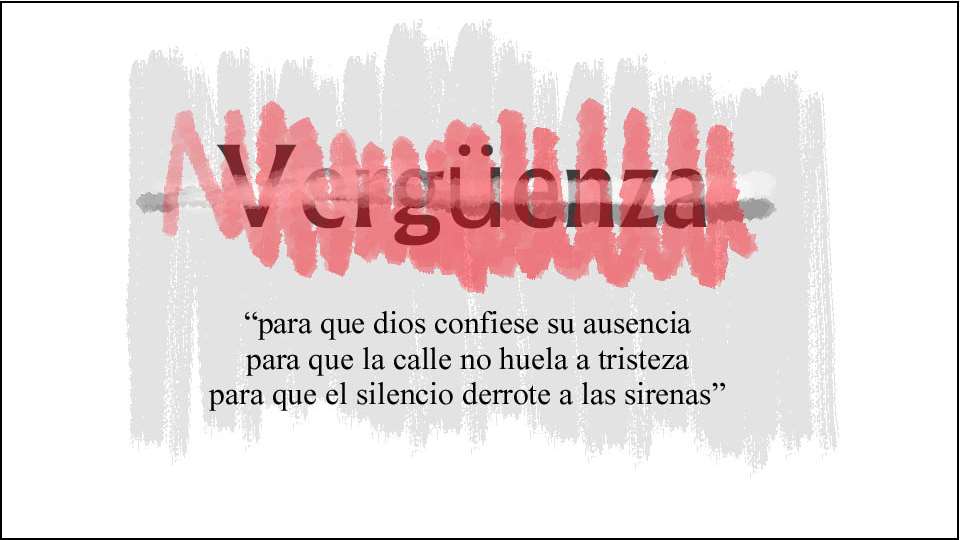 Vergüenza
“para que dios confiese su ausencia
para que la calle no huela a tristeza
para que el silencio derrote a las sirenas”